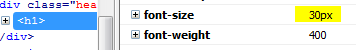 div class="hea
<h1>
</div>
font-size 30px
font-weight 400